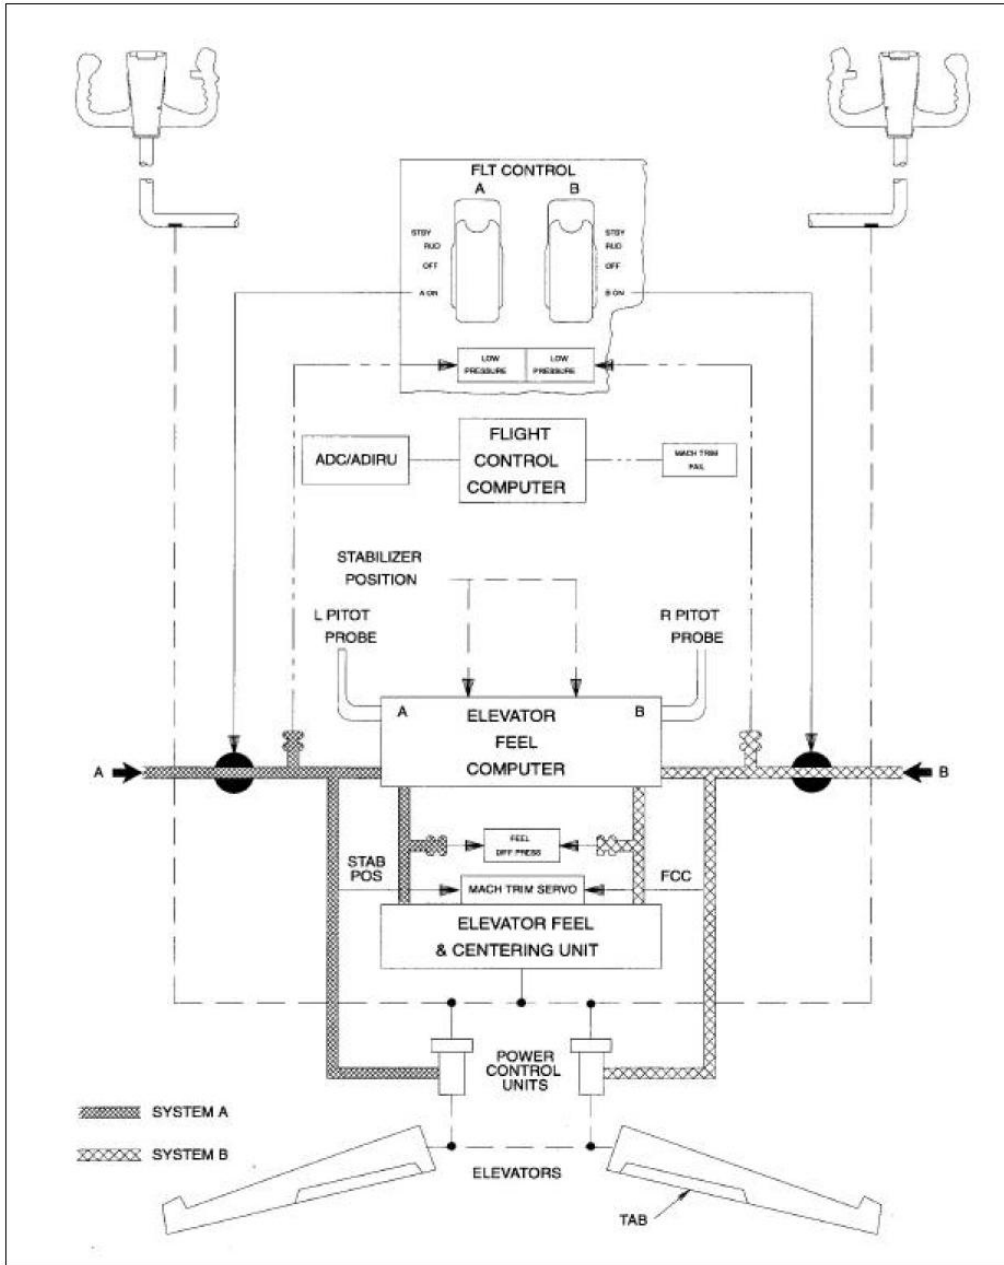 FLT CONTROL
A B
STBY
RUD
OFF
A ON
STBY
RUD
OFF
B ON
LOW
PRESSURE
LOW
PRESSURE
ADC/ADIRU
FLIGHT
CONTROL
COMPUTER
MACH TRIM
FAIL
STABILIZER
POSITION
L PITOT
PROBE
R PITOT
PROBE
A
ELEVATOR
FEEL
COMPUTER
B
A
B
FEEL
DIFF PRESS
STAB
POS
MACH TRIM SERVO
FCC
ELEVATOR FEEL
& CENTERING UNIT
POWER
CONTROL
UNITS
SYSTEM A
SYSTEM B
ELEVATORS
TAB